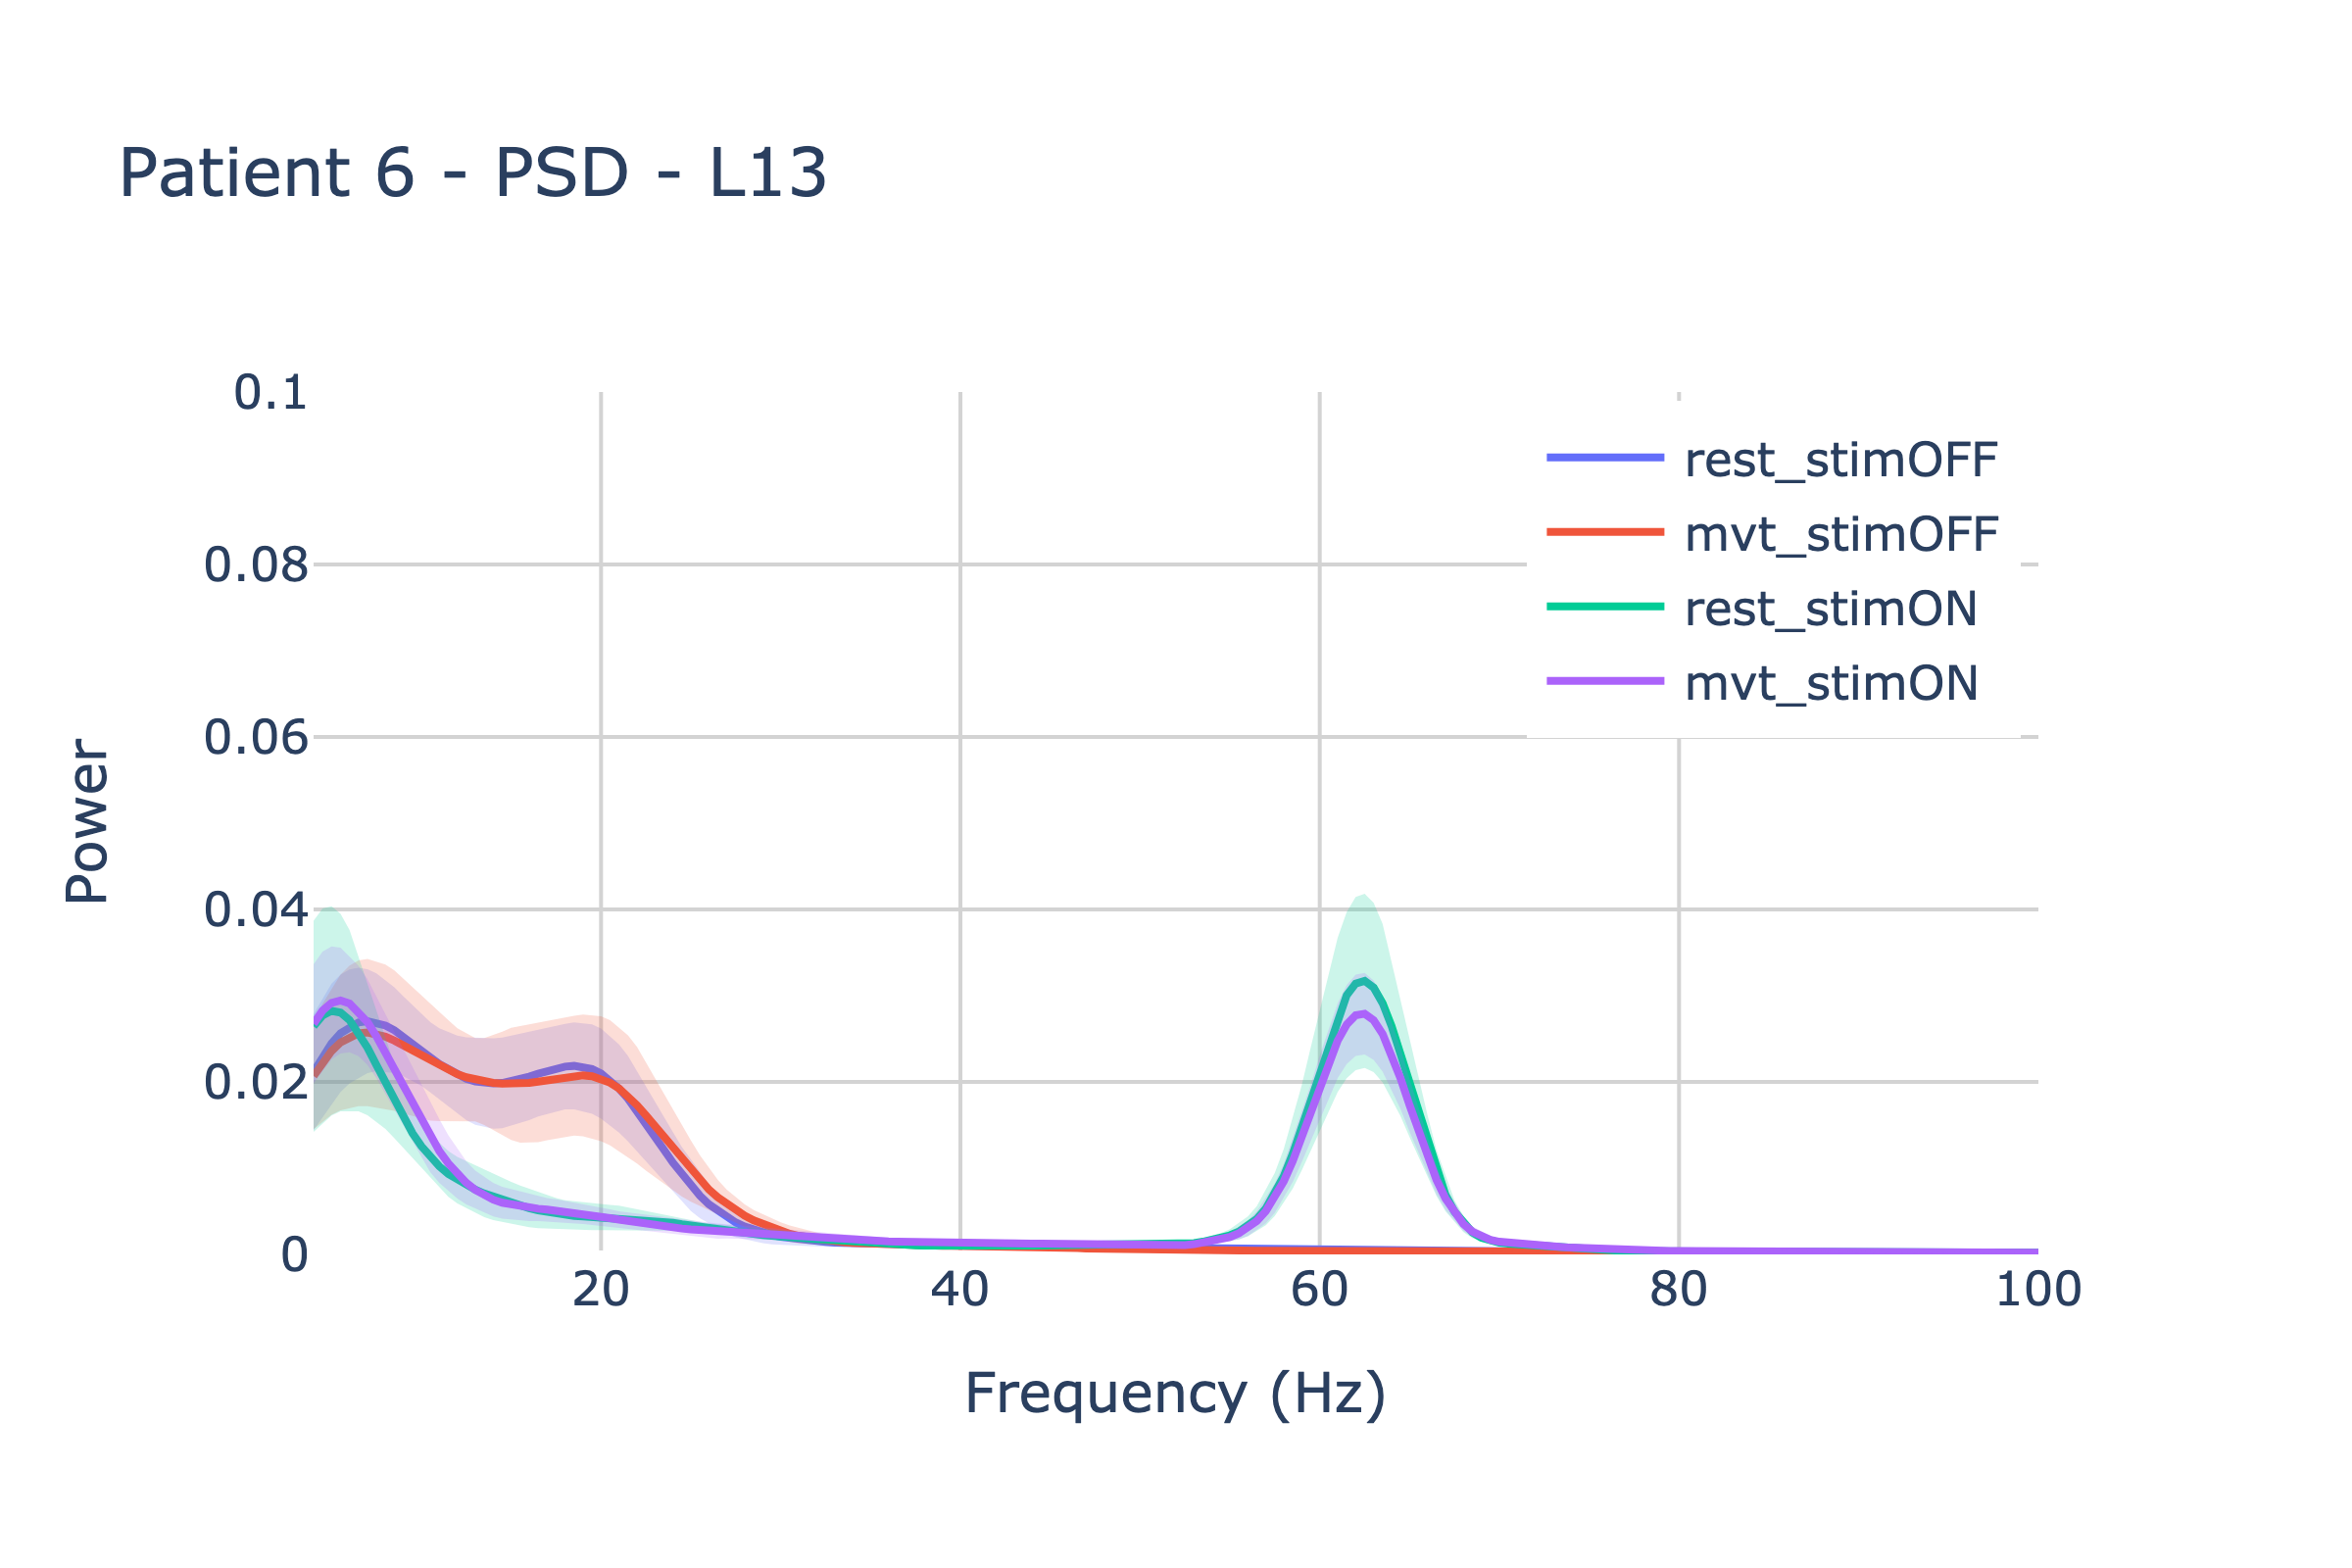 Patient 6 - PSD - L13
0.1
0.08
0.06
0.04
0.02
0
Power
rest_stimOFF
mvt_stimOFF
rest_stimON
mvt_stimON
20 40 60 80 100
Frequency (Hz)